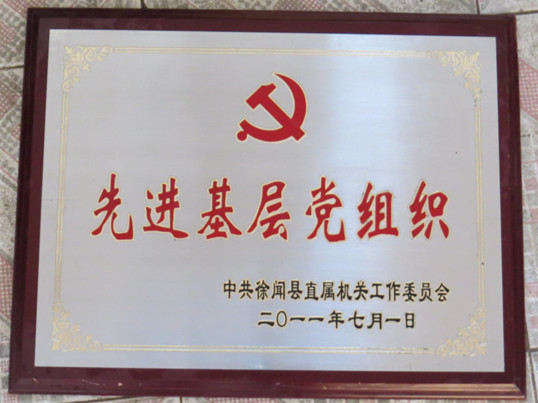 先进基层党组织
中共徐闻县直属机关工作委员会
二〇一一年七月一日